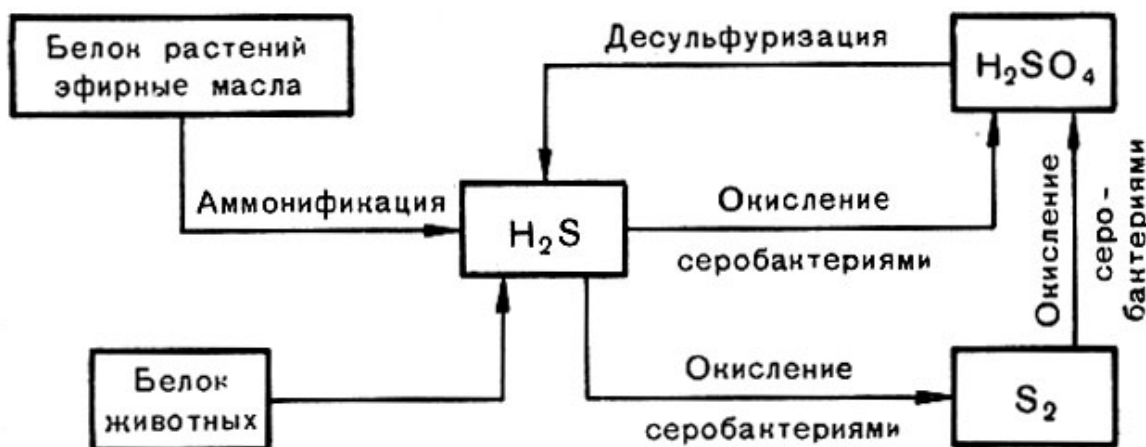 Белок растений
эфирные масла
Десульфуризация
H₂SO₄
Аммонификация
H₂S
Окисление
серобактериями
Окисление
серо-
бактериями
Белок
животных
Окисление
серобактериями
S₂